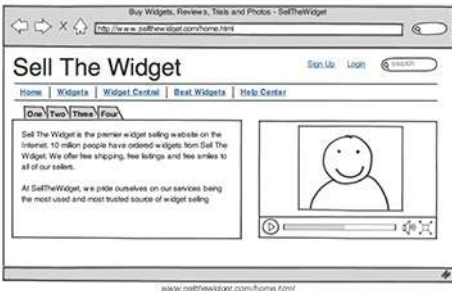 Buy Widgets, Reviews, Trials and Photos - SellTheWidget
http://www.sellthewidget.com/home.html
Sell The Widget
Sign Up Login search
Home Widgets Widget Central Best Widgets Help Center
One Two Three Four
Sell The Widget is the premier widget selling website on the
Internet. 10 million people have ordered widgets from Sell The
Widget. We offer free shipping, free listings and free smiles to
all of our sellers.
At SellTheWidget, we pride ourselves on our services being
the most used and most trusted source of widget selling
www.sellthewidget.com/home.html